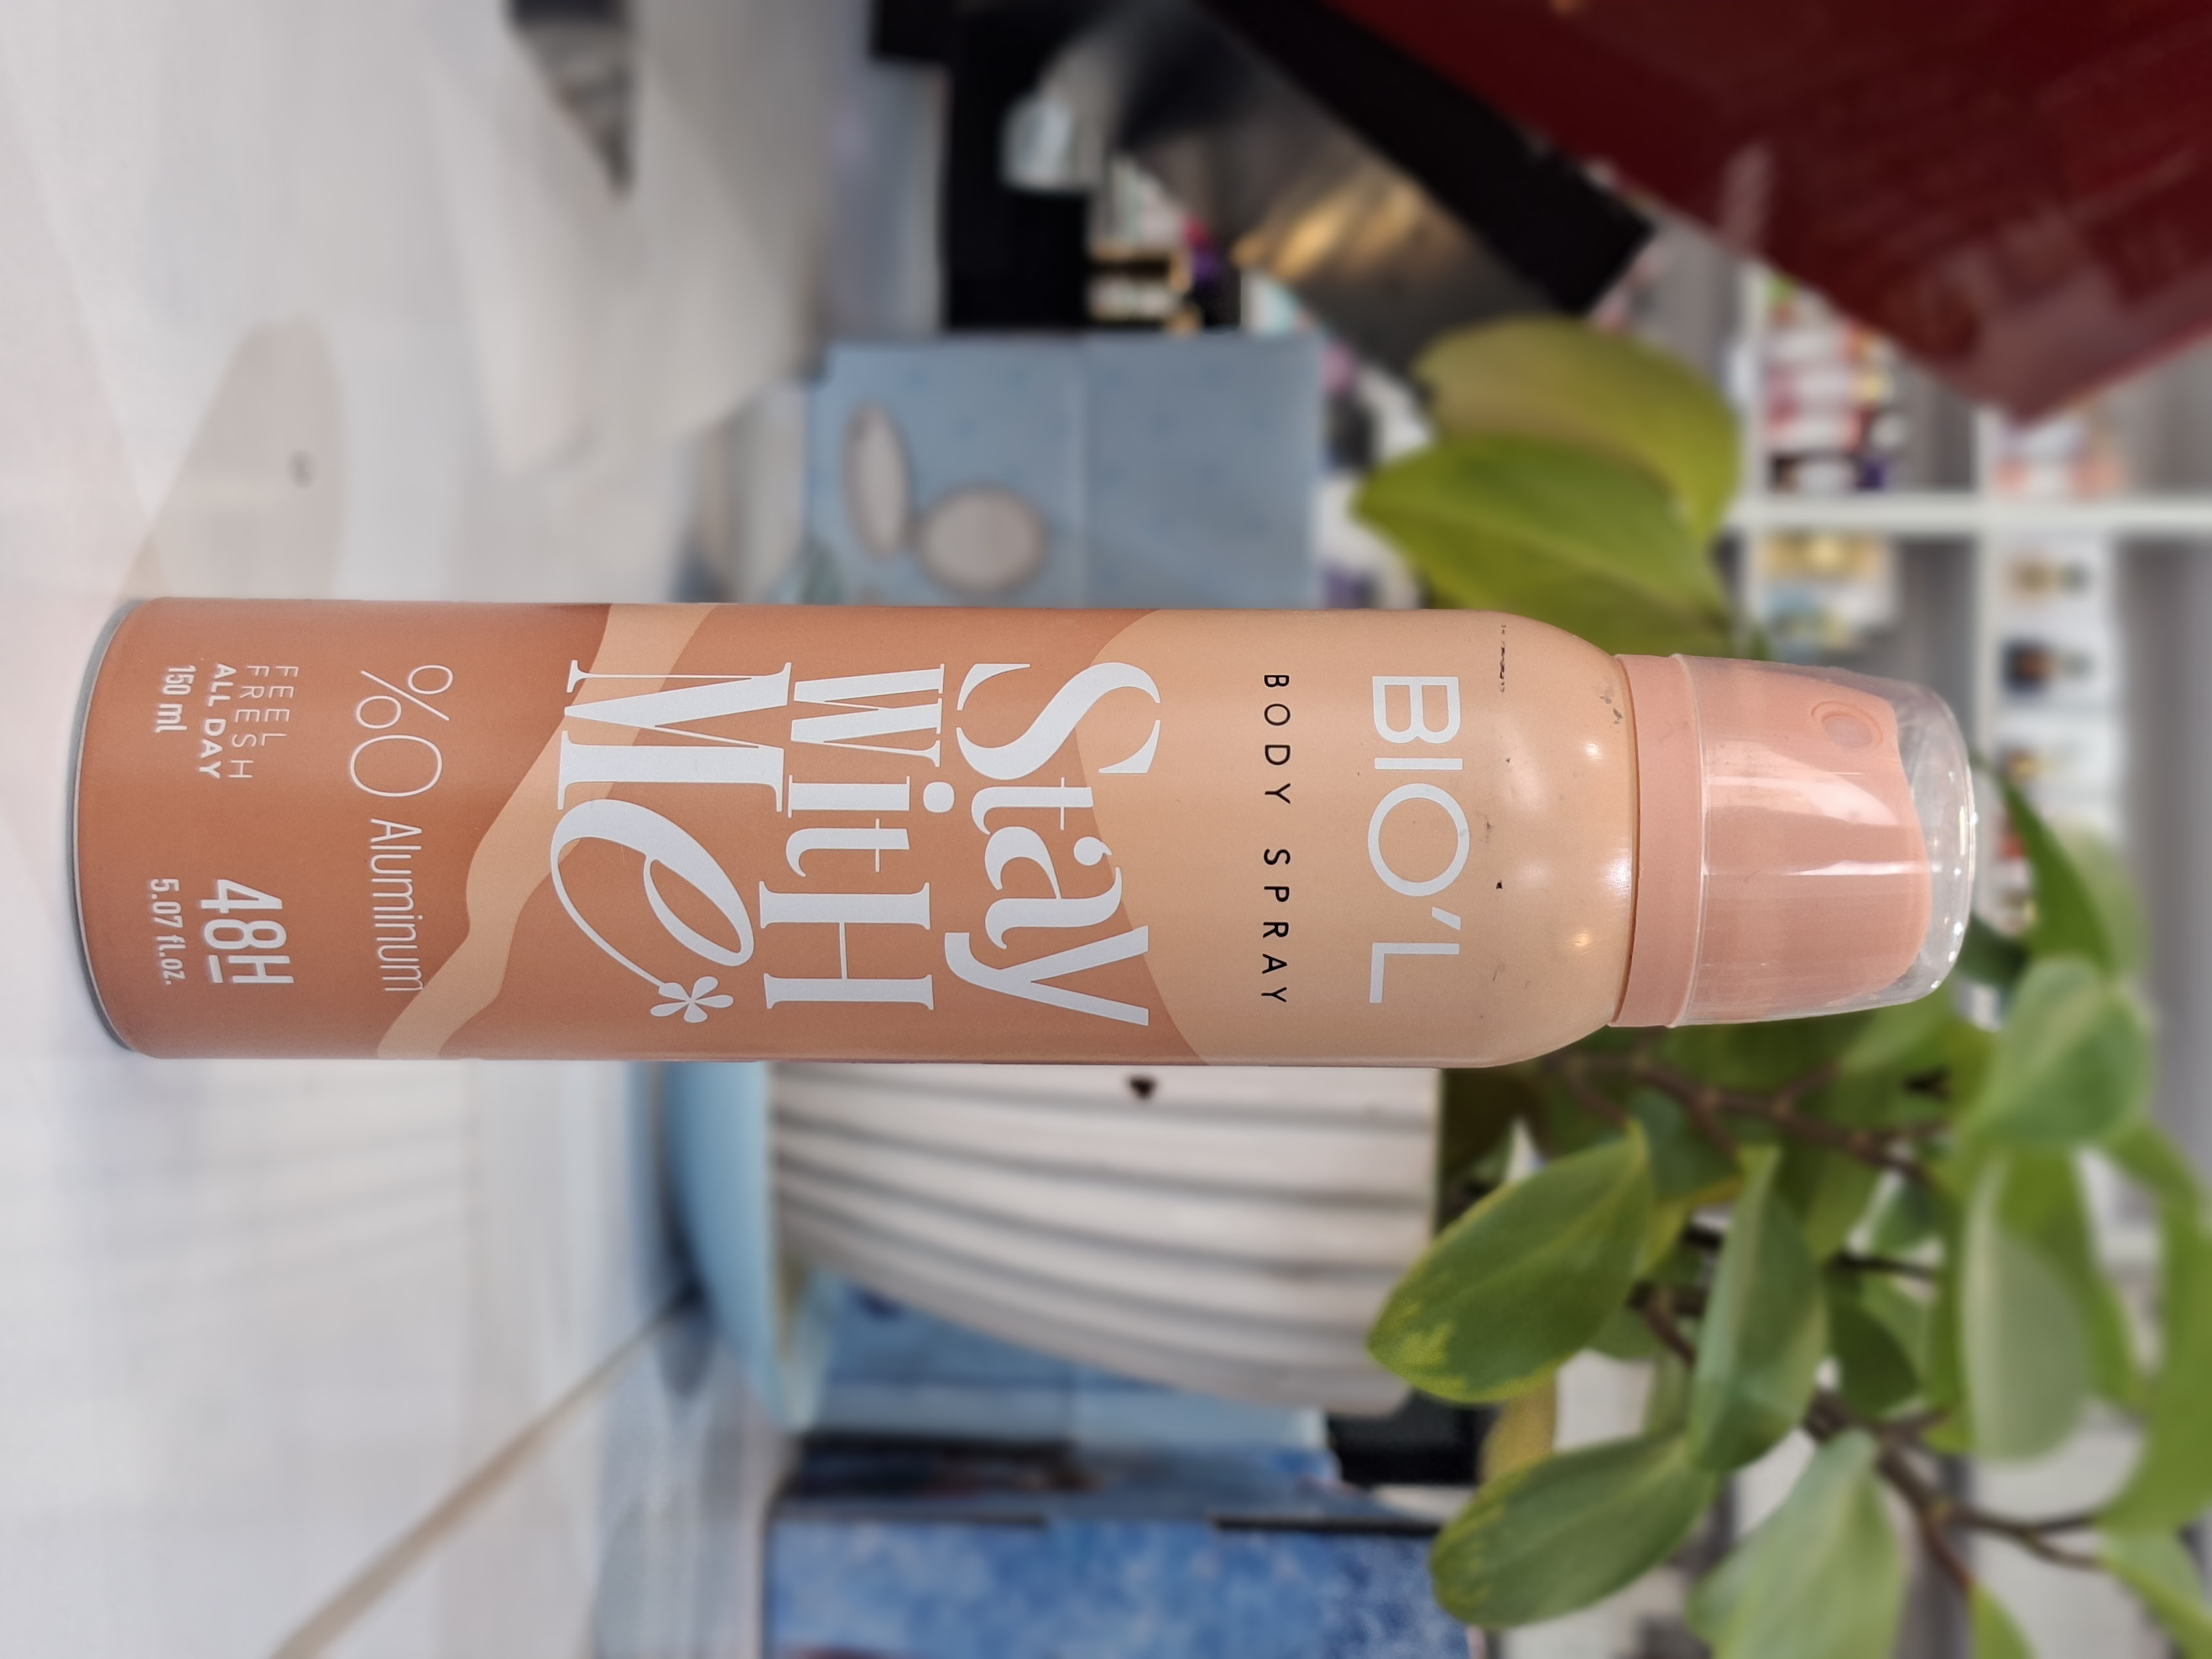 BIO'L
BODY SPRAY
Stay
WitH
Me
%0 Aluminum
FEEL
FRESH
ALL DAY
150 ml
48H
5.07 fl.oz.